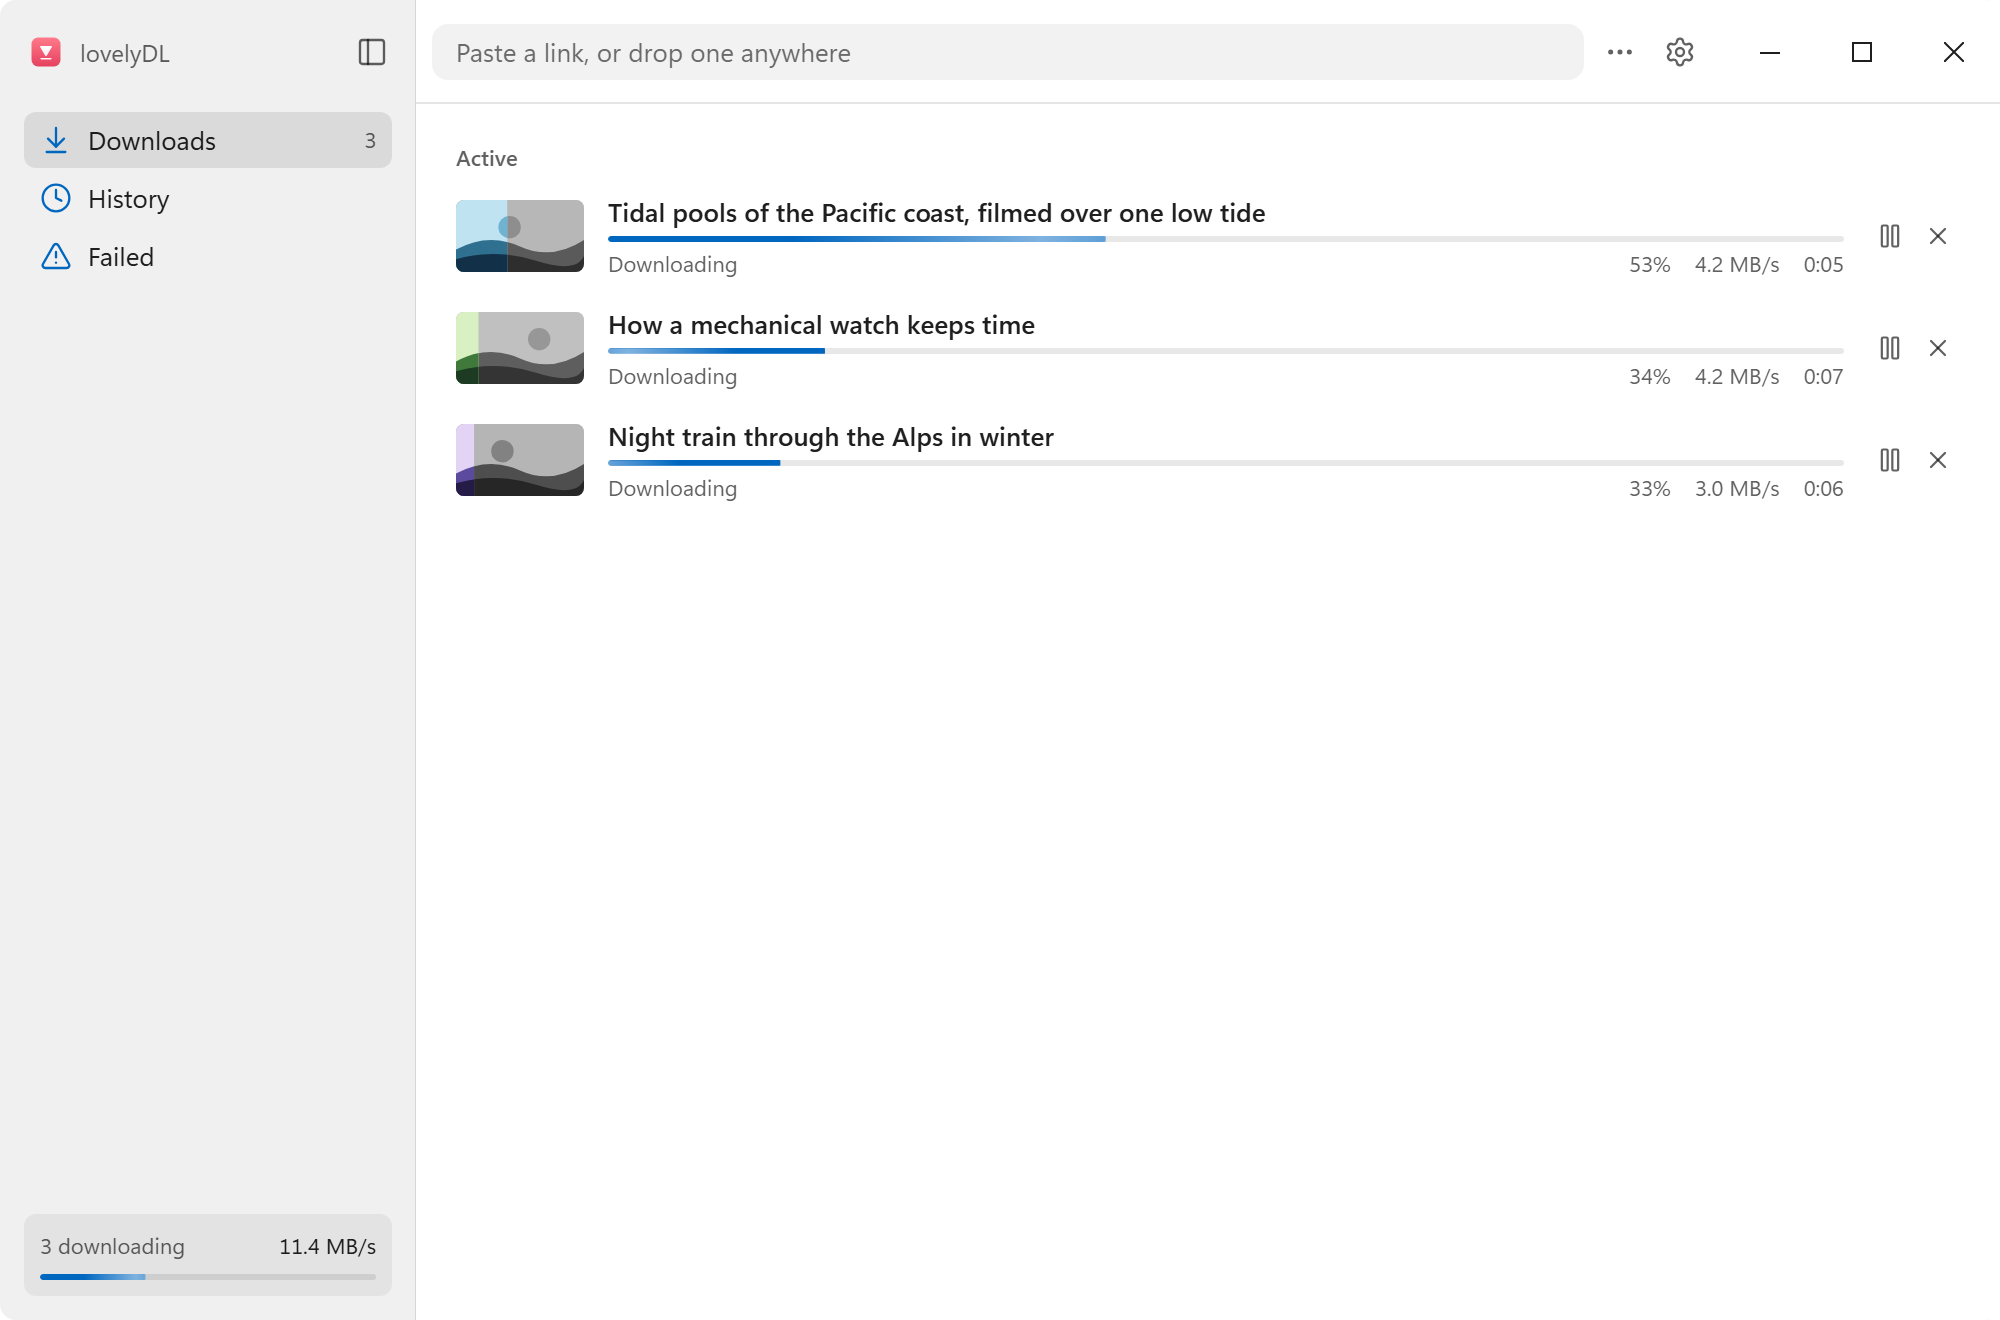 lovelyDL
Paste a link, or drop one anywhere
Downloads 3
History
Failed
Active
Tidal pools of the Pacific coast, filmed over one low tide
Downloading 53% 4.2 MB/s 0:05
How a mechanical watch keeps time
Downloading 34% 4.2 MB/s 0:07
Night train through the Alps in winter
Downloading 33% 3.0 MB/s 0:06
3 downloading 11.4 MB/s